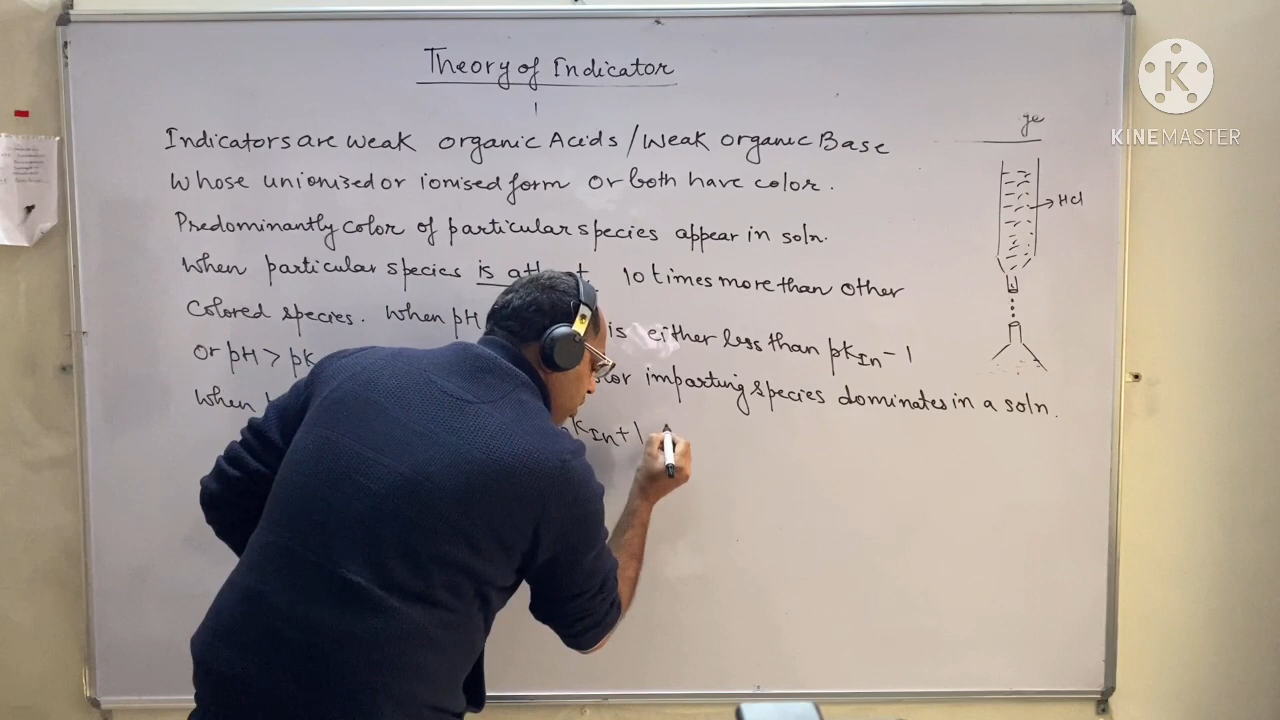 Theory of Indicator
Indicators are weak organic Acids / Weak organic Base
Whose unionised or ionised form or both have color.
Predominantly color of particular species appear in soln.
When particular species is at 10 times more than other
Colored species. When pH is either less than pKIn-1
or pH > pK imparting species dominates in a soln.
When
pKIn+1
ge
HCl
K
KINEMASTER